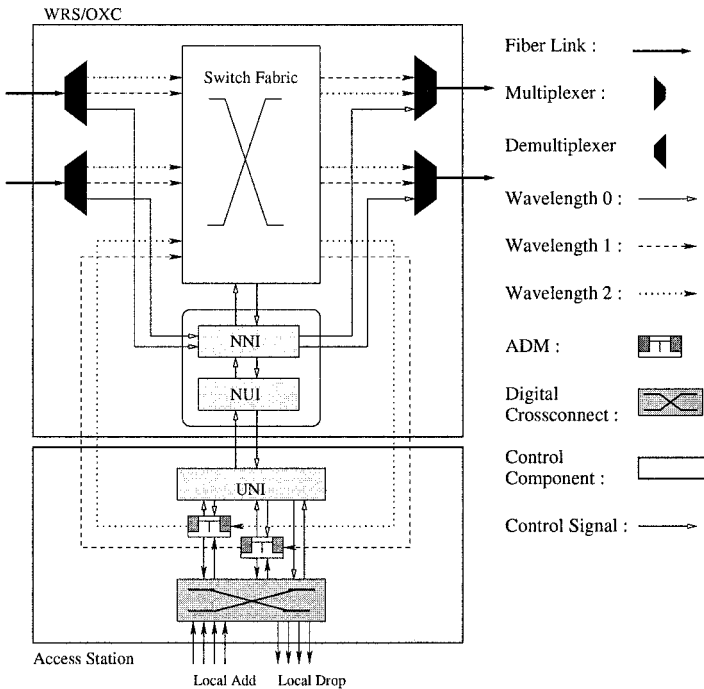 WRS/OXC
Switch Fabric
NNI
NUI
UNI
Access Station
Local Add
Local Drop
Fiber Link :
Multiplexer :
Demultiplexer
Wavelength 0 :
Wavelength 1 :
Wavelength 2 :
ADM :
Digital
Crossconnect :
Control
Component :
Control Signal :